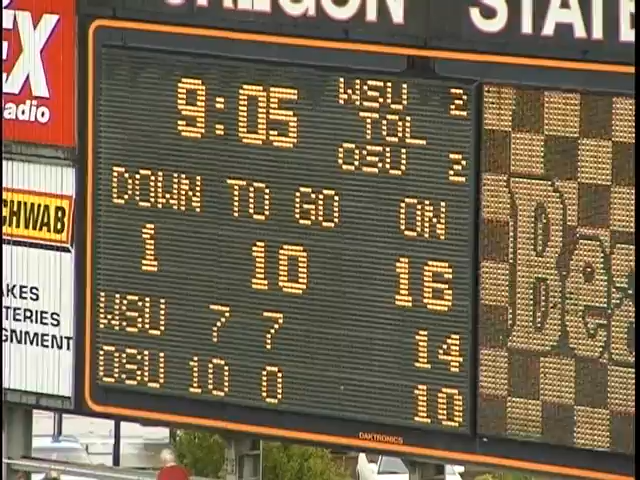 OREGON STATE
EX
adio
CHWAB
AKES
TERIES
GNMENT
9:05
WSU 2
TOL
OSU 2
DOWN TO GO ON
1 10 16
WSU 7 7 14
OSU 10 0 10
DAKTRONICS